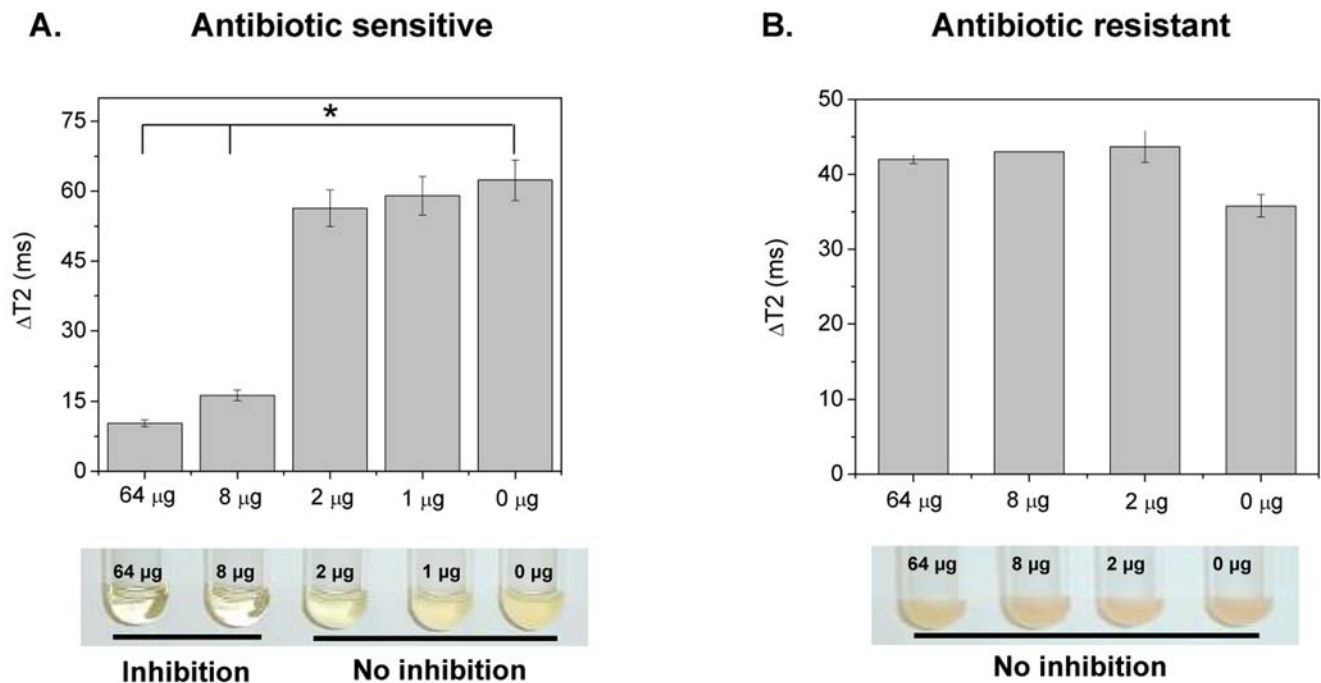 A. Antibiotic sensitive
*
75
60
45
30
15
0
ΔT2 (ms)
64 μg 8 μg 2 μg 1 μg 0 μg
64 μg 8 μg 2 μg 1 μg 0 μg
Inhibition No inhibition
B. Antibiotic resistant
50
40
30
20
10
0
ΔT2 (ms)
64 μg 8 μg 2 μg 0 μg
64 μg 8 μg 2 μg 0 μg
No inhibition